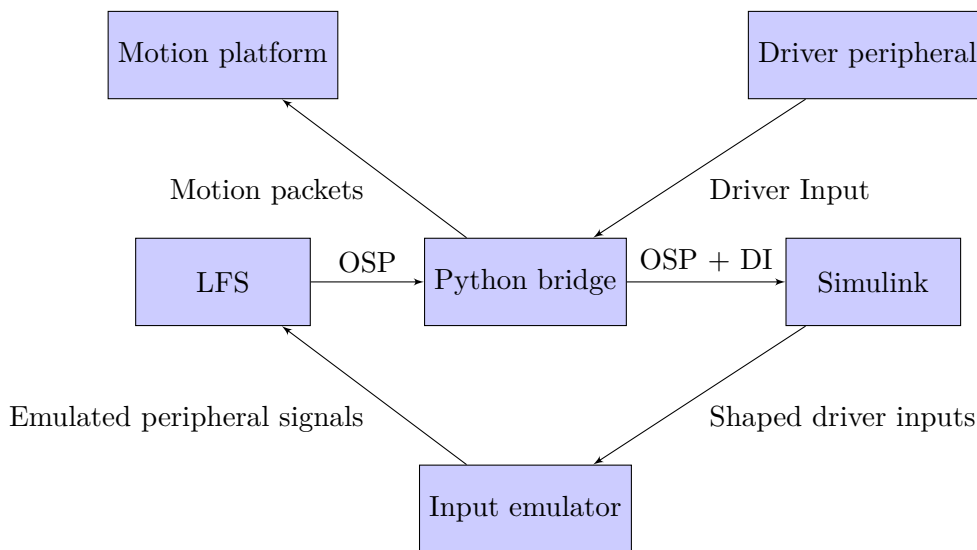 Motion platform
Driver peripheral
Motion packets
Driver Input
LFS
OSP
Python bridge
OSP + DI
Simulink
Emulated peripheral signals
Shaped driver inputs
Input emulator